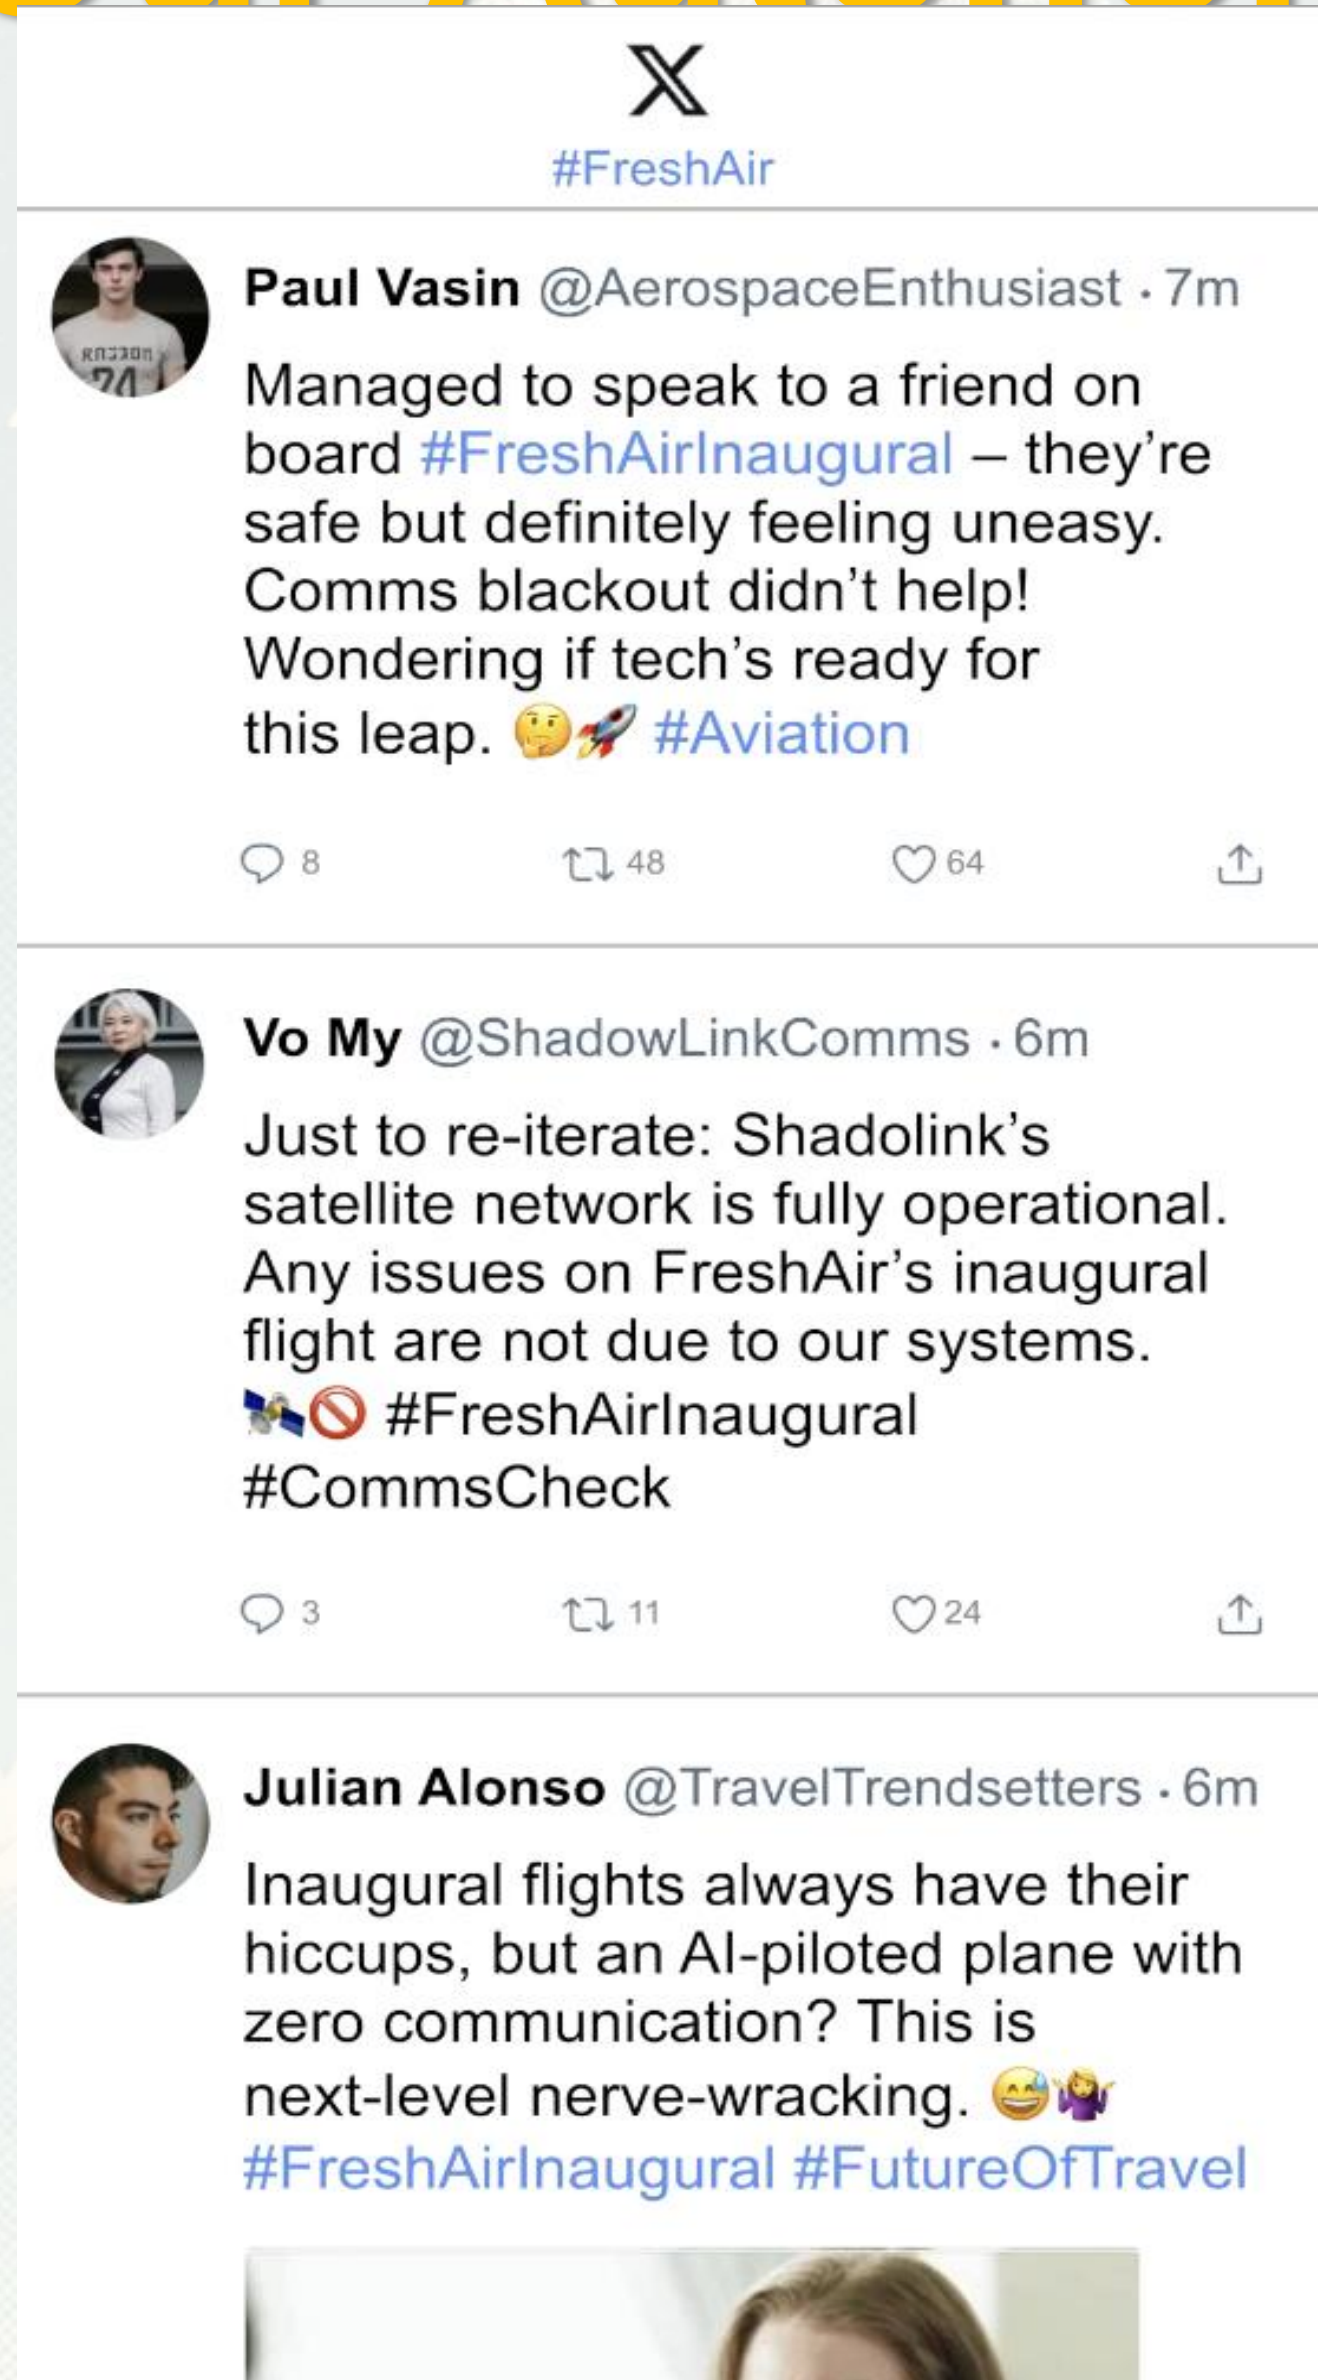 X
#FreshAir
Paul Vasin @AerospaceEnthusiast · 7m
Managed to speak to a friend on
board #FreshAirInaugural – they’re
safe but definitely feeling uneasy.
Comms blackout didn’t help!
Wondering if tech’s ready for
this leap. 🤔🚀 #Aviation
8 48 64
Vo My @ShadowLinkComms · 6m
Just to re-iterate: Shadolink’s
satellite network is fully operational.
Any issues on FreshAir’s inaugural
flight are not due to our systems.
🛰️🚫 #FreshAirInaugural
#CommsCheck
3 11 24
Julian Alonso @TravelTrendsetters · 6m
Inaugural flights always have their
hiccups, but an AI-piloted plane with
zero communication? This is
next-level nerve-wracking. 😅🤷‍♀️
#FreshAirInaugural #FutureOfTravel